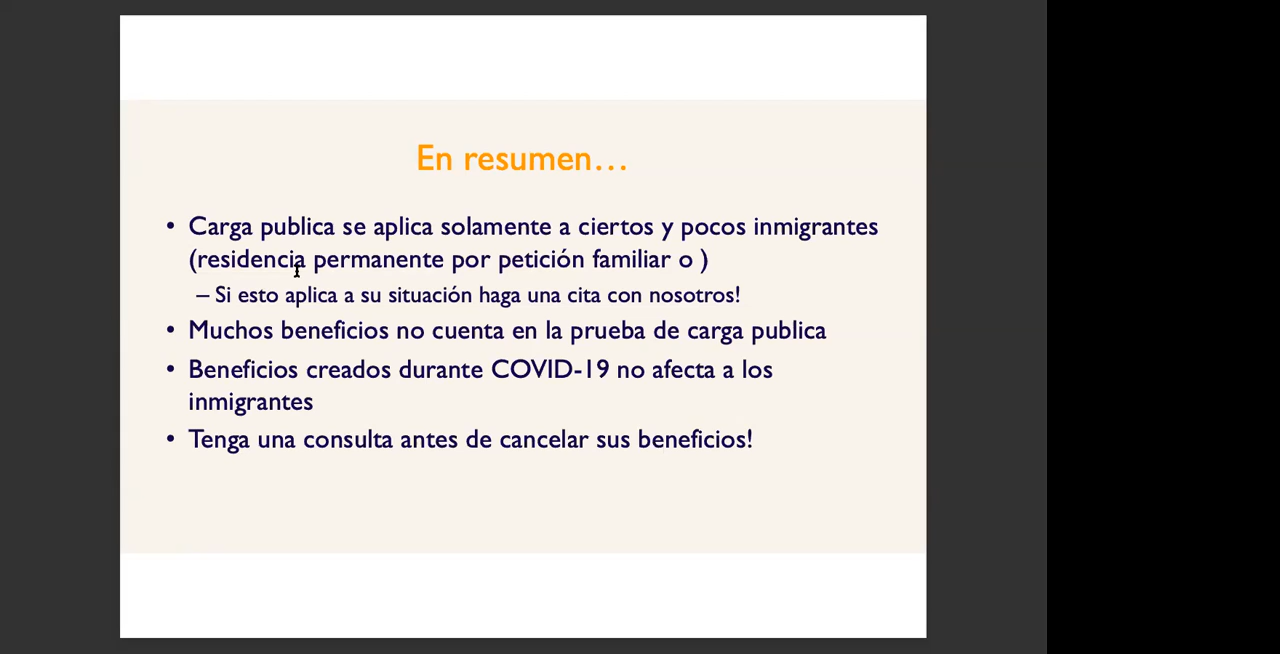 En resumen…
• Carga publica se aplica solamente a ciertos y pocos inmigrantes
(residencia permanente por petición familiar o )
– Si esto aplica a su situación haga una cita con nosotros!
• Muchos beneficios no cuenta en la prueba de carga publica
• Beneficios creados durante COVID-19 no afecta a los
inmigrantes
• Tenga una consulta antes de cancelar sus beneficios!